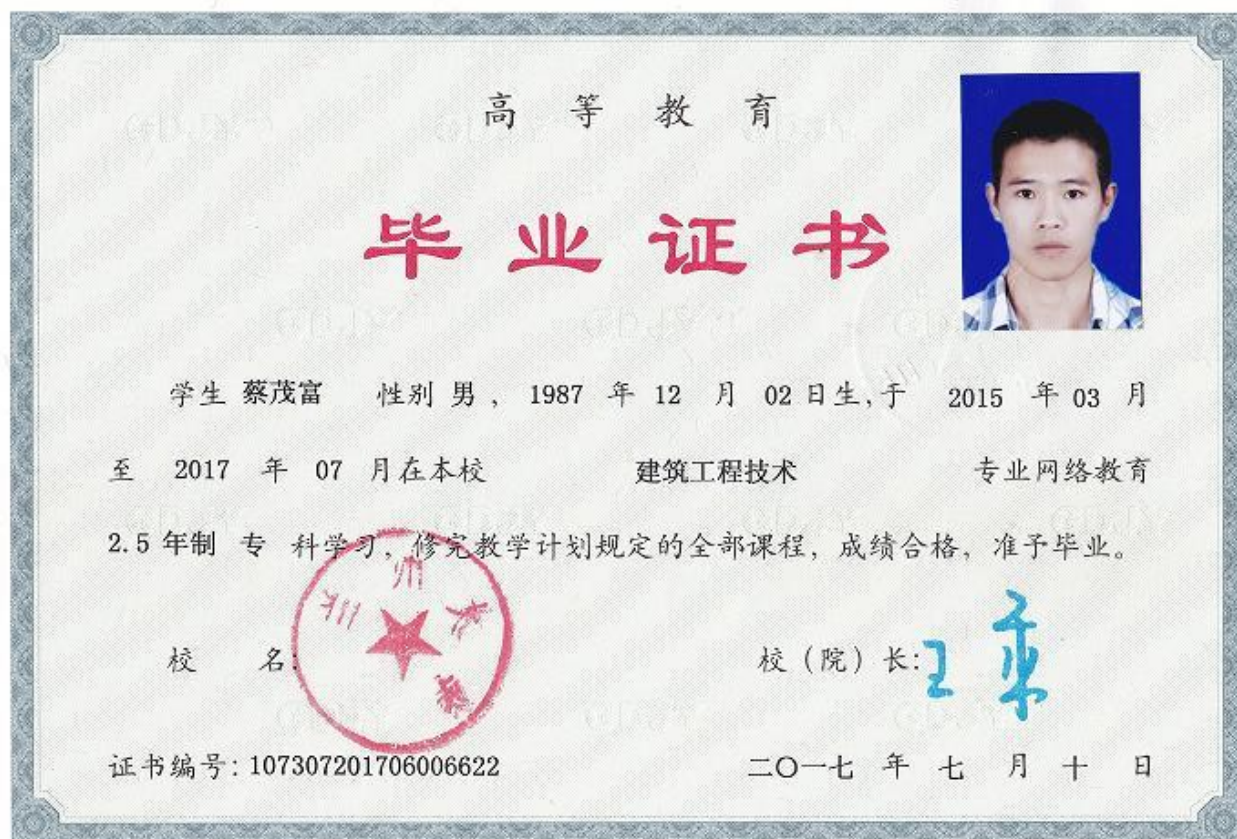 高等教育
毕业证书
学生 蔡茂富 性别 男， 1987 年 12 月 02 日生，于 2015 年 03 月
至 2017 年 07 月在本校 建筑工程技术 专业网络教育
2.5 年制 专 科学习，修完教学计划规定的全部课程，成绩合格，准予毕业。
校 名：
兰州大学
校（院）长：
证书编号：107307201706006622
二〇一七 年 七 月 十 日